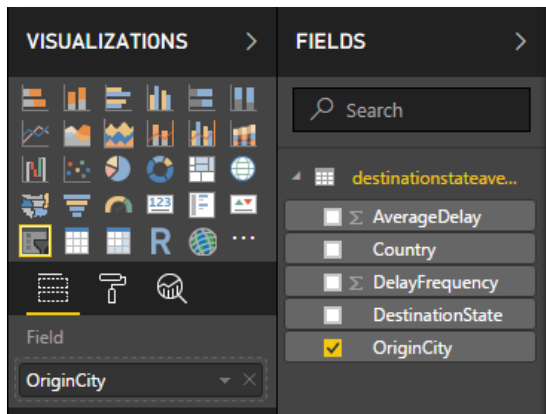 VISUALIZATIONS
123
R
Field
OriginCity
FIELDS
Search
destinationstateave...
Σ AverageDelay
Country
Σ DelayFrequency
DestinationState
OriginCity